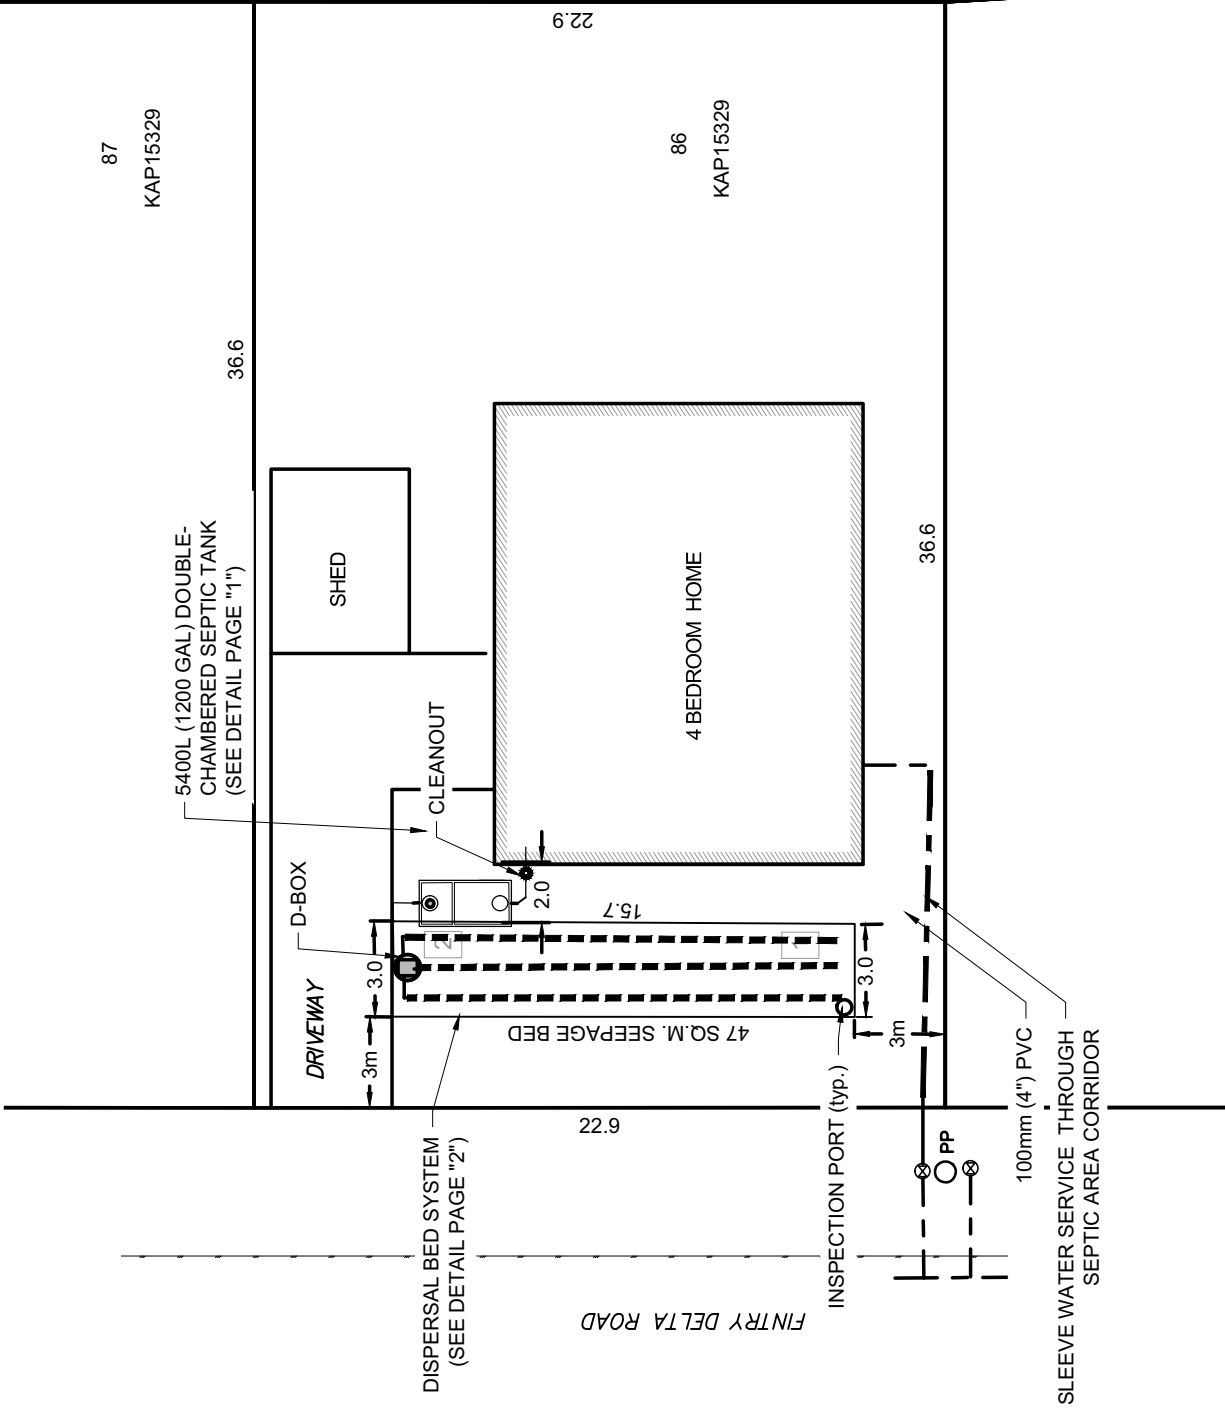 22.9
87
KAP15329
86
KAP15329
36.6
5400L (1200 GAL) DOUBLE-
CHAMBERED SEPTIC TANK
(SEE DETAIL PAGE "1")
SHED
36.6
4 BEDROOM HOME
CLEANOUT
D-BOX
2.0
15.7
2
1
3.0
3.0
DRIVEWAY
47 SQ.M. SEEPAGE BED
3m
3m
22.9
DISPERSAL BED SYSTEM
(SEE DETAIL PAGE "2")
INSPECTION PORT (typ.)
PP
100mm (4") PVC
SLEEVE WATER SERVICE THROUGH
SEPTIC AREA CORRIDOR
FINTRY DELTA ROAD